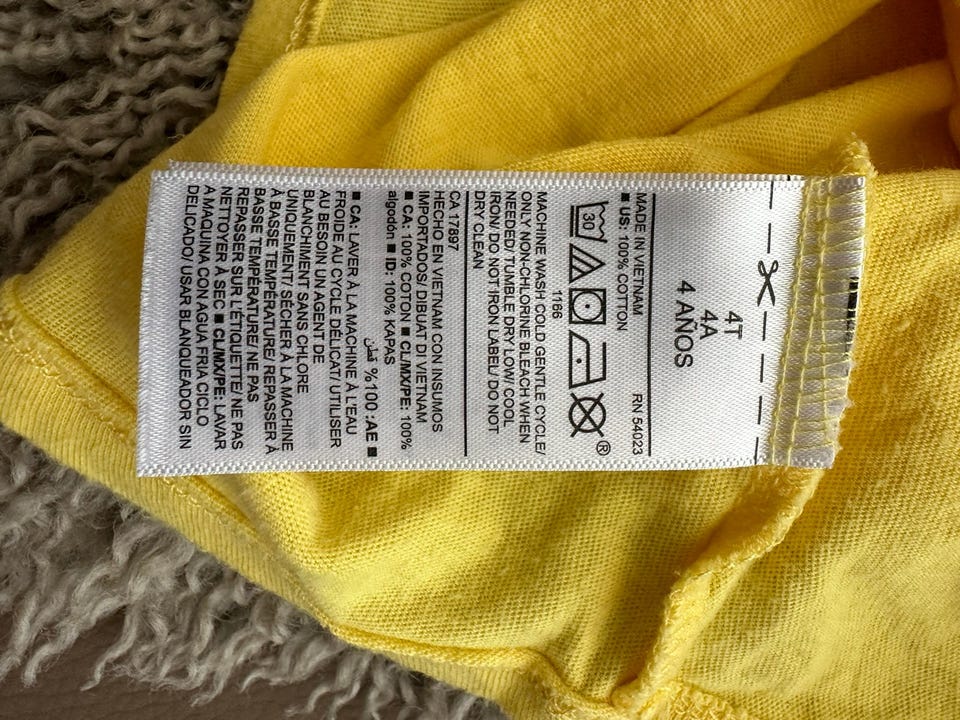 4T
4A
4 AÑOS
MADE IN VIETNAM RN 54023
■ US: 100% COTTON
30
®
1186
MACHINE WASH COLD GENTLE CYCLE/
ONLY NON-CHLORINE BLEACH WHEN
NEEDED/ TUMBLE DRY LOW/ COOL
IRON/ DO NOT IRON LABEL/ DO NOT
DRY CLEAN
CA 17897
HECHO EN VIETNAM CON INSUMOS
IMPORTADOS/ DIBUAT DI VIETNAM
■ CA: 100% COTON ■ CL/MX/PE: 100%
algodón ■ ID: 100% KAPAS
■ AE: 100% قطن
■ CA: LAVER À LA MACHINE À L'EAU
FROIDE AU CYCLE DÉLICAT/ UTILISER
AU BESOIN UN AGENT DE
BLANCHIMENT SANS CHLORE
UNIQUEMENT/ SÉCHER À LA MACHINE
À BASSE TEMPÉRATURE/ REPASSER À
BASSE TEMPÉRATURE/ NE PAS
REPASSER SUR L'ÉTIQUETTE/ NE PAS
NETTOYER À SEC ■ CL/MX/PE: LAVAR
A MAQUINA CON AGUA FRIA CICLO
DELICADO/ USAR BLANQUEADOR SIN